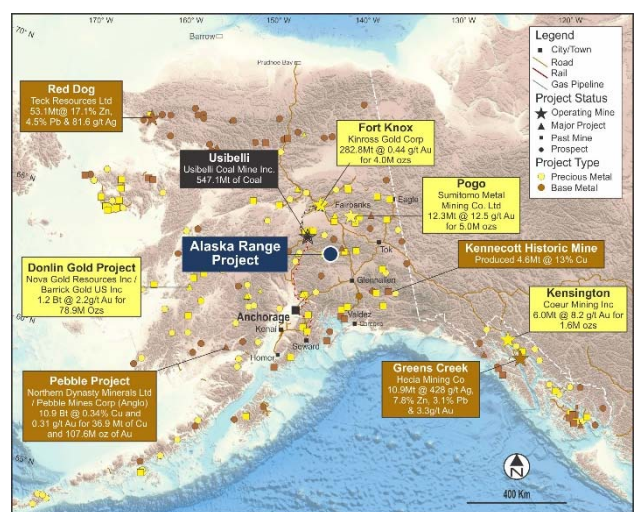 170° W
160° W
150° W
140° W
130° W
120° W
70° N
Barrow
Prudhoe Bay
Legend
City/Town
Road
Rail
Gas Pipeline
Project Status
Operating Mine
Major Project
Past Mine
Prospect
Project Type
Precious Metal
Base Metal
Red Dog
Teck Resources Ltd
53.1Mt@ 17.1% Zn,
4.5% Pb & 81.6 g/t Ag
Fort Knox
Kinross Gold Corp
282.8Mt @ 0.44 g/t Au
for 4.0M ozs
Usibelli
Usibelli Coal Mine Inc.
547.1Mt of Coal
Fairbanks
Eagle
Pogo
Sumitomo Metal
Mining Co. Ltd
12.3Mt @ 12.5 g/t Au
for 5.0M ozs
Alaska Range
Project
Tok
Kennecott Historic Mine
Produced 4.6Mt @ 13% Cu
Donlin Gold Project
Nova Gold Resources Inc /
Barrick Gold US Inc
1.2 Bt @ 2.2g/t Au for
78.9M Ozs
Glennallen
Kensington
Coeur Mining Inc
6.0Mt @ 8.2 g/t Au for
1.6M ozs
Anchorage
Valdez
Cordova
Kenai
Seward
Homer
60° N
Pebble Project
Northern Dynasty Minerals Ltd
/ Pebble Mines Corp (Anglo)
10.9 Bt @ 0.34% Cu and
0.31 g/t Au for 36.9 Mt of Cu
and 107.6M oz of Au
Greens Creek
Hecla Mining Co
10.9Mt @ 428 g/t Ag,
7.8% Zn, 3.1% Pb
& 3.3g/t Au
55° N
N
400 Km